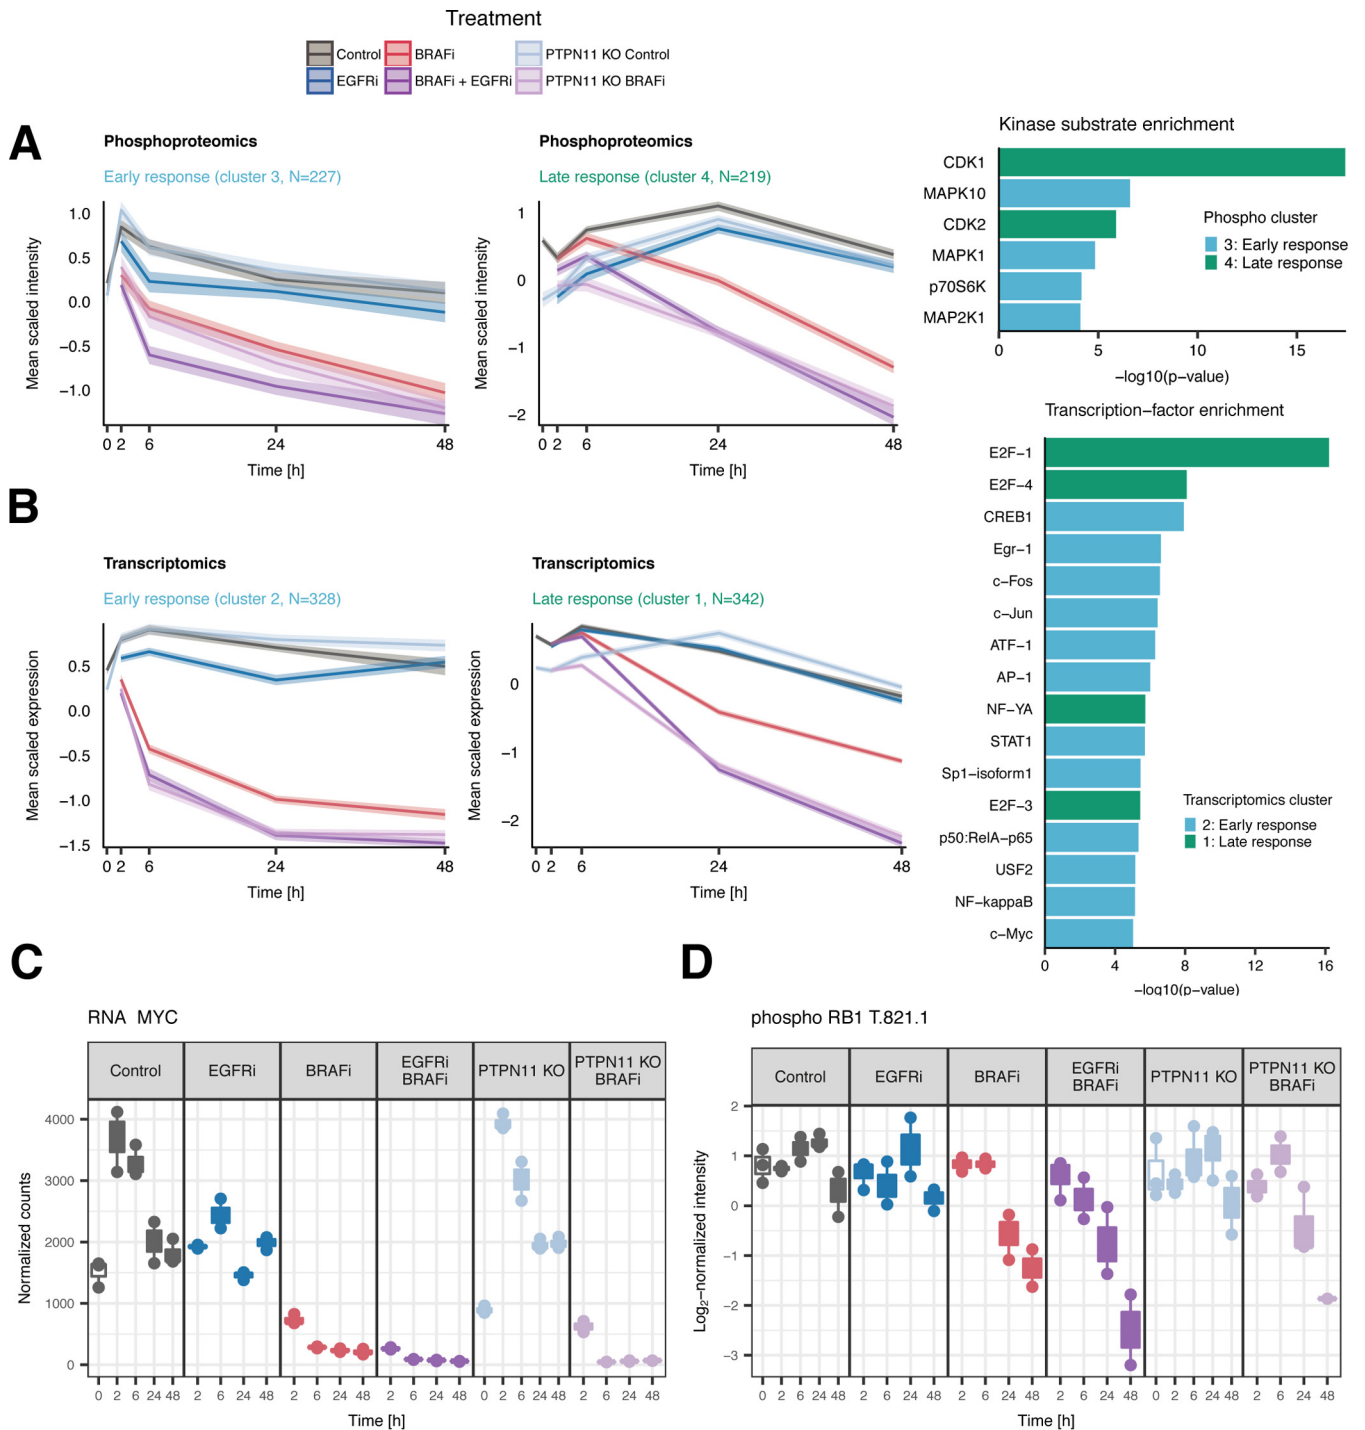 Treatment
Control BRAFi PTPN11 KO Control
EGFRi BRAFi + EGFRi PTPN11 KO BRAFi
A
Phosphoproteomics
Early response (cluster 3, N=227)
Mean scaled intensity
1.0
0.5
0.0
−0.5
−1.0
0 2 6 24 48
Time [h]
Phosphoproteomics
Late response (cluster 4, N=219)
Mean scaled intensity
1
0
−1
−2
0 2 6 24 48
Time [h]
Kinase substrate enrichment
CDK1
MAPK10
CDK2
MAPK1
p70S6K
MAP2K1
Phospho cluster
3: Early response
4: Late response
0 5 10 15
−log10(p−value)
B
Transcriptomics
Early response (cluster 2, N=328)
Mean scaled expression
0.5
0.0
−0.5
−1.0
−1.5
0 2 6 24 48
Time [h]
Transcriptomics
Late response (cluster 1, N=342)
Mean scaled expression
0
−1
−2
0 2 6 24 48
Time [h]
Transcription−factor enrichment
E2F−1
E2F−4
CREB1
Egr−1
c−Fos
c−Jun
ATF−1
AP−1
NF−YA
STAT1
Sp1−isoform1
E2F−3
p50:RelA−p65
USF2
NF−kappaB
c−Myc
Transcriptomics cluster
2: Early response
1: Late response
0 4 8 12 16
−log10(p−value)
C
RNA MYC
Control EGFRi BRAFi EGFRi BRAFi PTPN11 KO PTPN11 KO BRAFi
Normalized counts
4000
3000
2000
1000
0
0 2 6 24 48 2 6 24 48 2 6 24 48 2 6 24 48 0 2 6 24 48 2 6 24 48
Time [h]
D
phospho RB1 T.821.1
Control EGFRi BRAFi EGFRi BRAFi PTPN11 KO PTPN11 KO BRAFi
Log₂−normalized intensity
2
1
0
−1
−2
−3
0 2 6 24 48 2 6 24 48 2 6 24 48 2 6 24 48 0 2 6 24 48 2 6 24 48
Time [h]